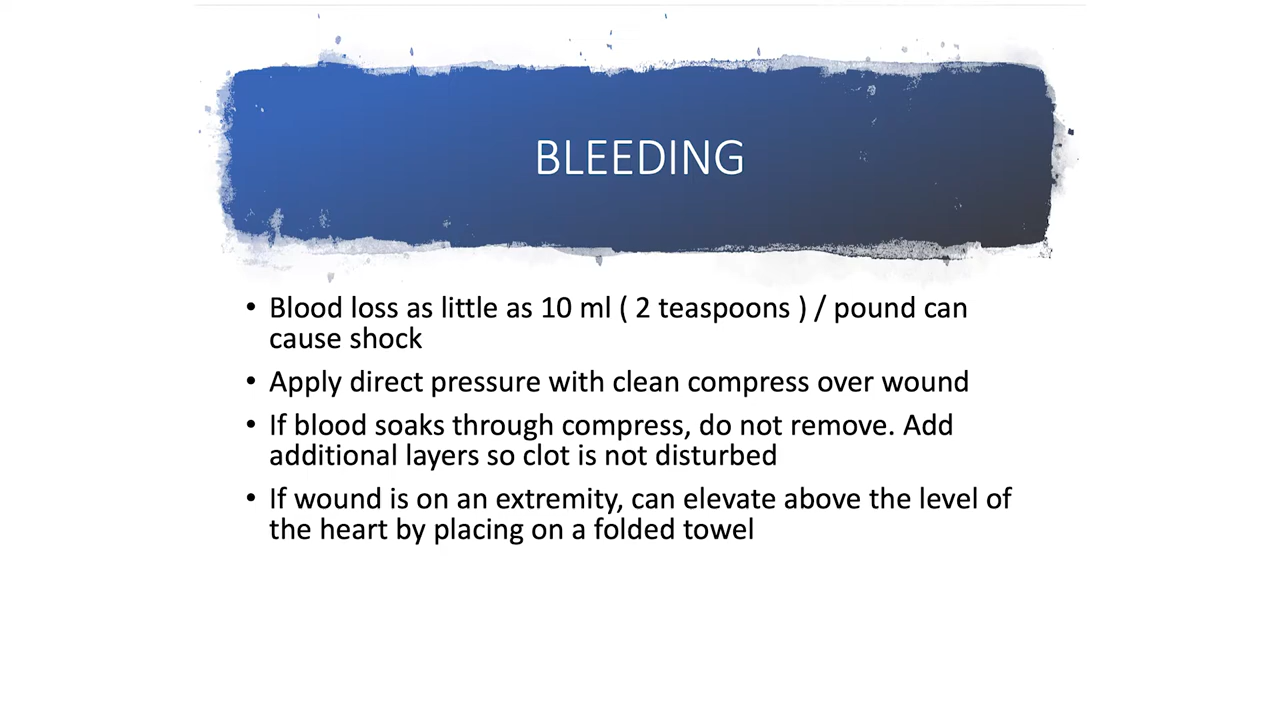 BLEEDING
• Blood loss as little as 10 ml ( 2 teaspoons ) / pound can
cause shock
• Apply direct pressure with clean compress over wound
• If blood soaks through compress, do not remove. Add
additional layers so clot is not disturbed
• If wound is on an extremity, can elevate above the level of
the heart by placing on a folded towel